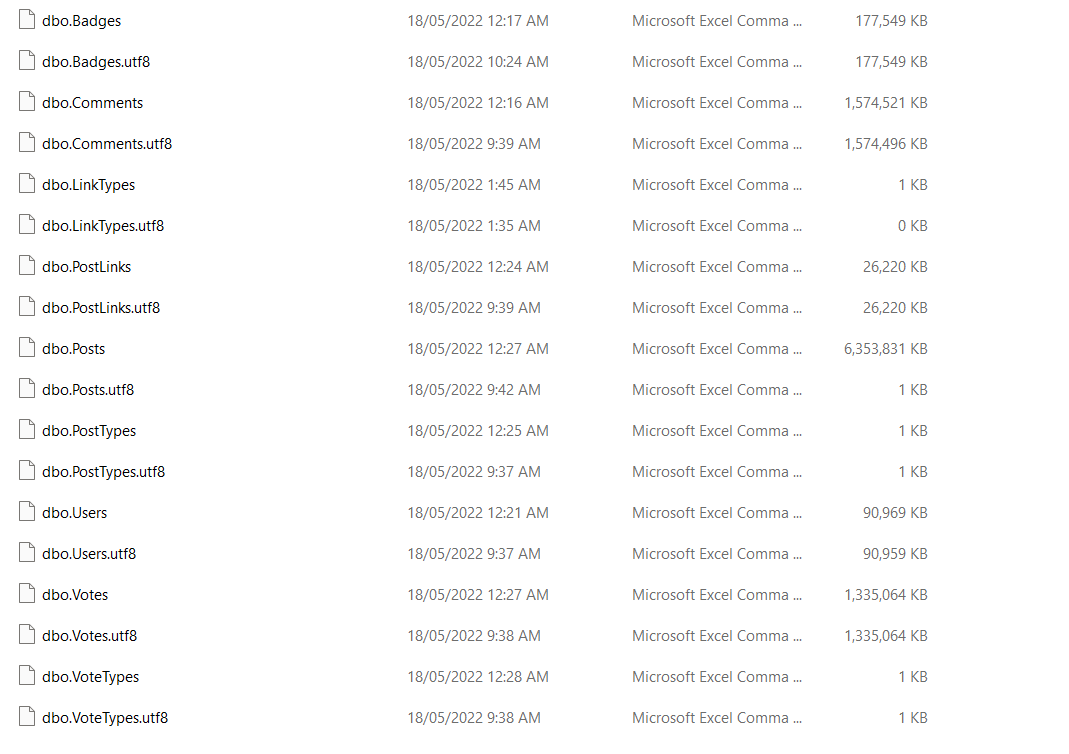 dbo.Badges 18/05/2022 12:17 AM Microsoft Excel Comma ... 177,549 KB
dbo.Badges.utf8 18/05/2022 10:24 AM Microsoft Excel Comma ... 177,549 KB
dbo.Comments 18/05/2022 12:16 AM Microsoft Excel Comma ... 1,574,521 KB
dbo.Comments.utf8 18/05/2022 9:39 AM Microsoft Excel Comma ... 1,574,496 KB
dbo.LinkTypes 18/05/2022 1:45 AM Microsoft Excel Comma ... 1 KB
dbo.LinkTypes.utf8 18/05/2022 1:35 AM Microsoft Excel Comma ... 0 KB
dbo.PostLinks 18/05/2022 12:24 AM Microsoft Excel Comma ... 26,220 KB
dbo.PostLinks.utf8 18/05/2022 9:39 AM Microsoft Excel Comma ... 26,220 KB
dbo.Posts 18/05/2022 12:27 AM Microsoft Excel Comma ... 6,353,831 KB
dbo.Posts.utf8 18/05/2022 9:42 AM Microsoft Excel Comma ... 1 KB
dbo.PostTypes 18/05/2022 12:25 AM Microsoft Excel Comma ... 1 KB
dbo.PostTypes.utf8 18/05/2022 9:37 AM Microsoft Excel Comma ... 1 KB
dbo.Users 18/05/2022 12:21 AM Microsoft Excel Comma ... 90,969 KB
dbo.Users.utf8 18/05/2022 9:37 AM Microsoft Excel Comma ... 90,959 KB
dbo.Votes 18/05/2022 12:27 AM Microsoft Excel Comma ... 1,335,064 KB
dbo.Votes.utf8 18/05/2022 9:38 AM Microsoft Excel Comma ... 1,335,064 KB
dbo.VoteTypes 18/05/2022 12:28 AM Microsoft Excel Comma ... 1 KB
dbo.VoteTypes.utf8 18/05/2022 9:38 AM Microsoft Excel Comma ... 1 KB